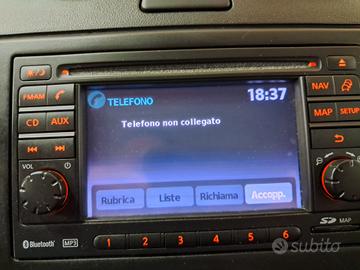 TELEFONO 18:37
Telefono non collegato
Rubrica Liste Richiama Accopp.
FM·AM
CD AUX
VOL
Bluetooth MP3
1 2 3 4 5 6
NAV
MAP SETUP
SD MAP
subito